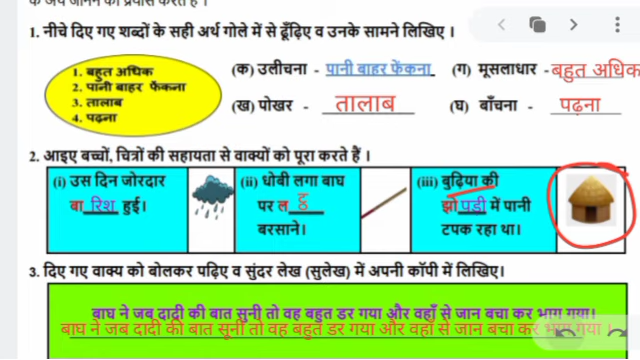 1. नीचे दिए गए शब्दों के सही अर्थ गोले में से ढूँढ़िए व उनके सामने लिखिए ।
1. बहुत अधिक
2. पानी बाहर फेंकना
3. तालाब
4. पढ़ना
(क) उलीचना - पानी बाहर फेंकना (ग) मूसलाधार - बहुत अधिक
(ख) पोखर - तालाब (घ) बाँचना - पढ़ना
2. आइए बच्चों, चित्रों की सहायता से वाक्यों को पूरा करते हैं ।
(i) उस दिन जोरदार
बारिश हुई।
(ii) धोबी लगा बाघ
पर लट्ठ
बरसाने।
(iii) बुढ़िया की
झोपड़ी में पानी
टपक रहा था।
3. दिए गए वाक्य को बोलकर पढ़िए व सुंदर लेख (सुलेख) में अपनी कॉपी में लिखिए।
बाघ ने जब दादी की बात सुनी तो वह बहुत डर गया और वहाँ से जान बचा कर भाग गया।
बाघ ने जब दादी की बात सुनी तो वह बहुत डर गया और वहाँ से जान बचा कर भाग गया ।